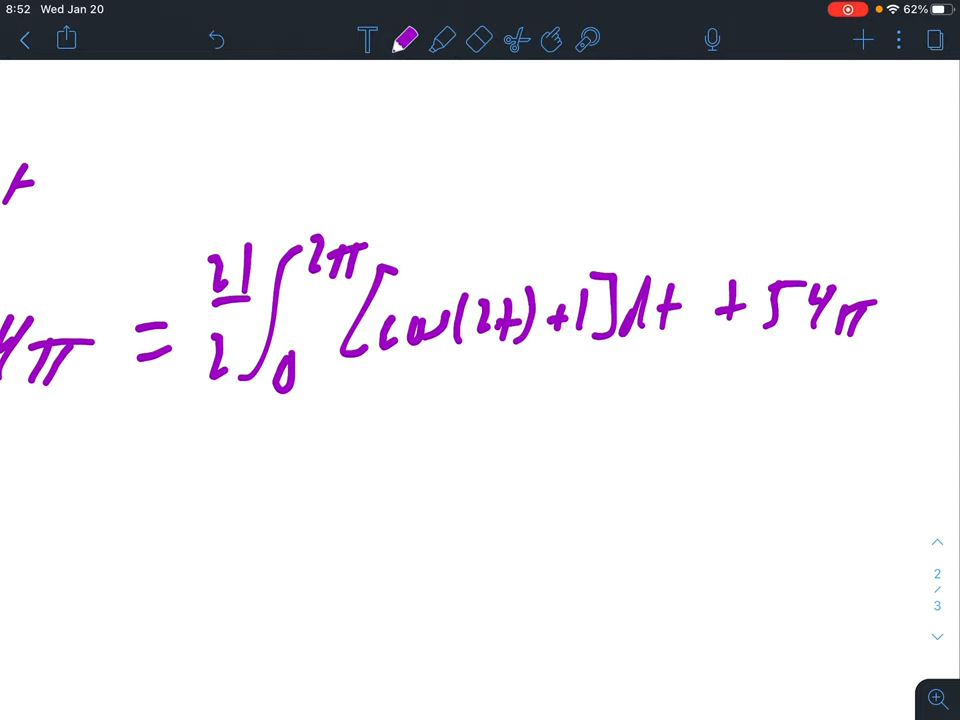 8:52 Wed Jan 20 62%
t
4π = 21/2 ∫₀^{2π} [cos(2t) + 1] dt + 54π
2
/
3